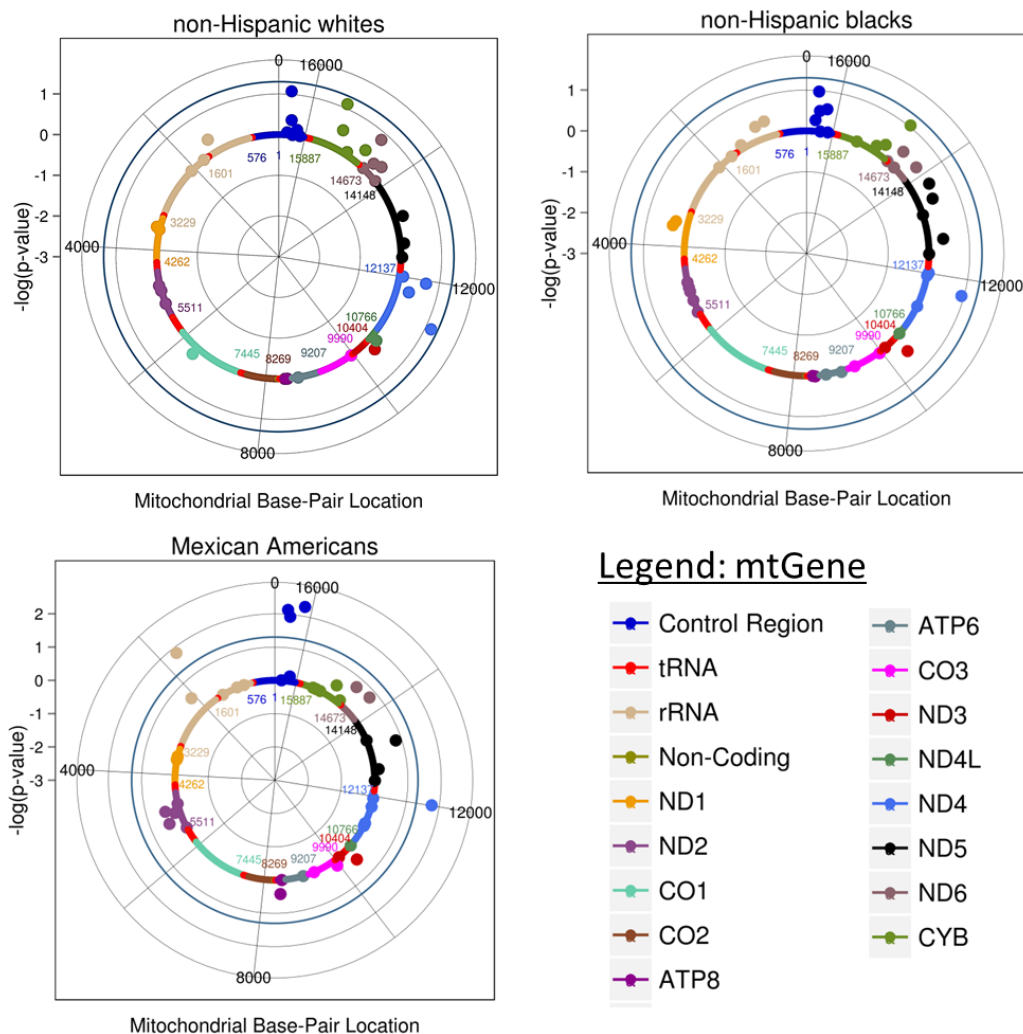 non-Hispanic whites
non-Hispanic blacks
0
16000
1
0
-1
-2
-3
-log(p-value)
4000
8000
12000
576
1
15887
1601
14673
14148
3229
4262
12137
5511
10766
10404
9990
7445
8269
9207
Mitochondrial Base-Pair Location
0
16000
1
0
-1
-2
-3
-log(p-value)
4000
8000
12000
576
1
15887
1601
14673
14148
3229
4262
12137
5511
10766
10404
9990
7445
8269
9207
Mitochondrial Base-Pair Location
Mexican Americans
0
16000
2
1
0
-1
-2
-3
-log(p-value)
4000
8000
12000
576
1
15887
1601
14673
14148
3229
4262
12137
5511
10766
10404
9990
7445
8269
9207
Mitochondrial Base-Pair Location
Legend: mtGene
Control Region
tRNA
rRNA
Non-Coding
ND1
ND2
CO1
CO2
ATP8
ATP6
CO3
ND3
ND4L
ND4
ND5
ND6
CYB